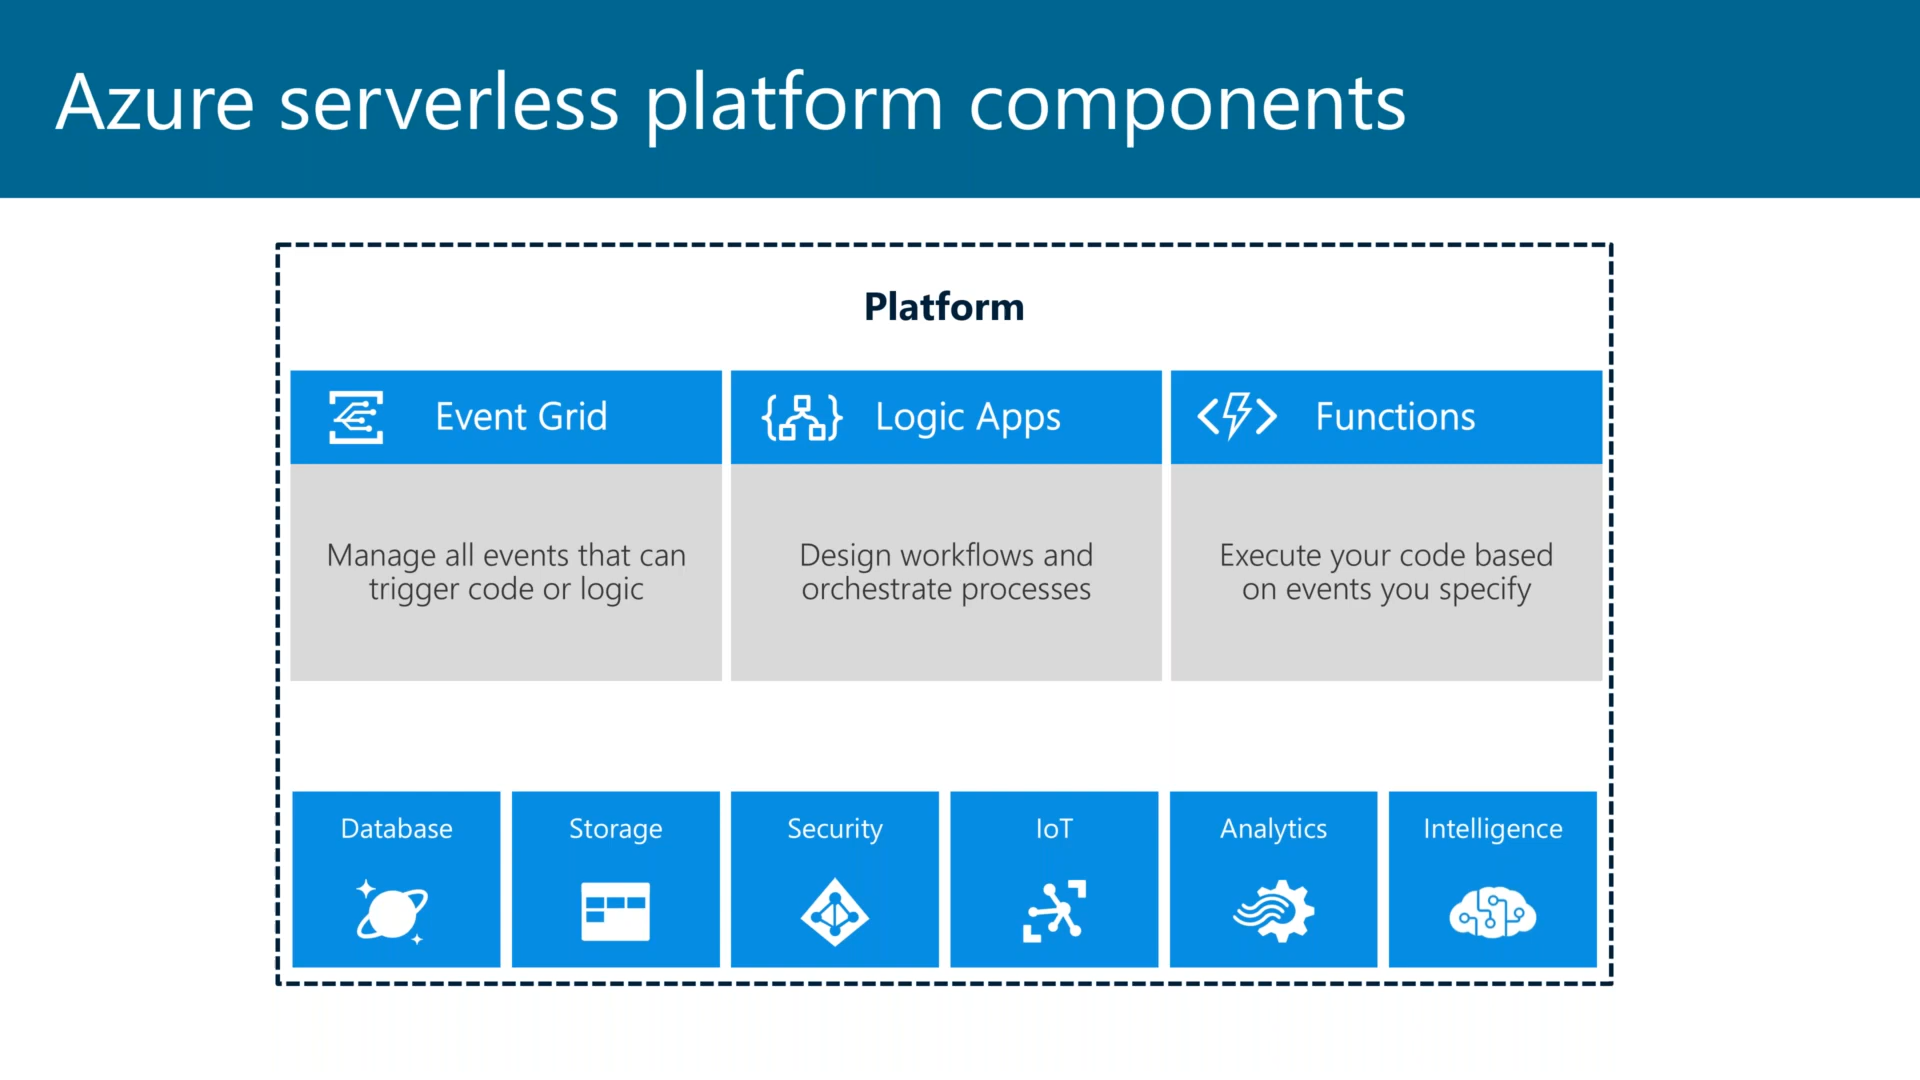 Azure serverless platform components
Platform
Event Grid
Manage all events that can
trigger code or logic
Logic Apps
Design workflows and
orchestrate processes
Functions
Execute your code based
on events you specify
Database
Storage
Security
IoT
Analytics
Intelligence